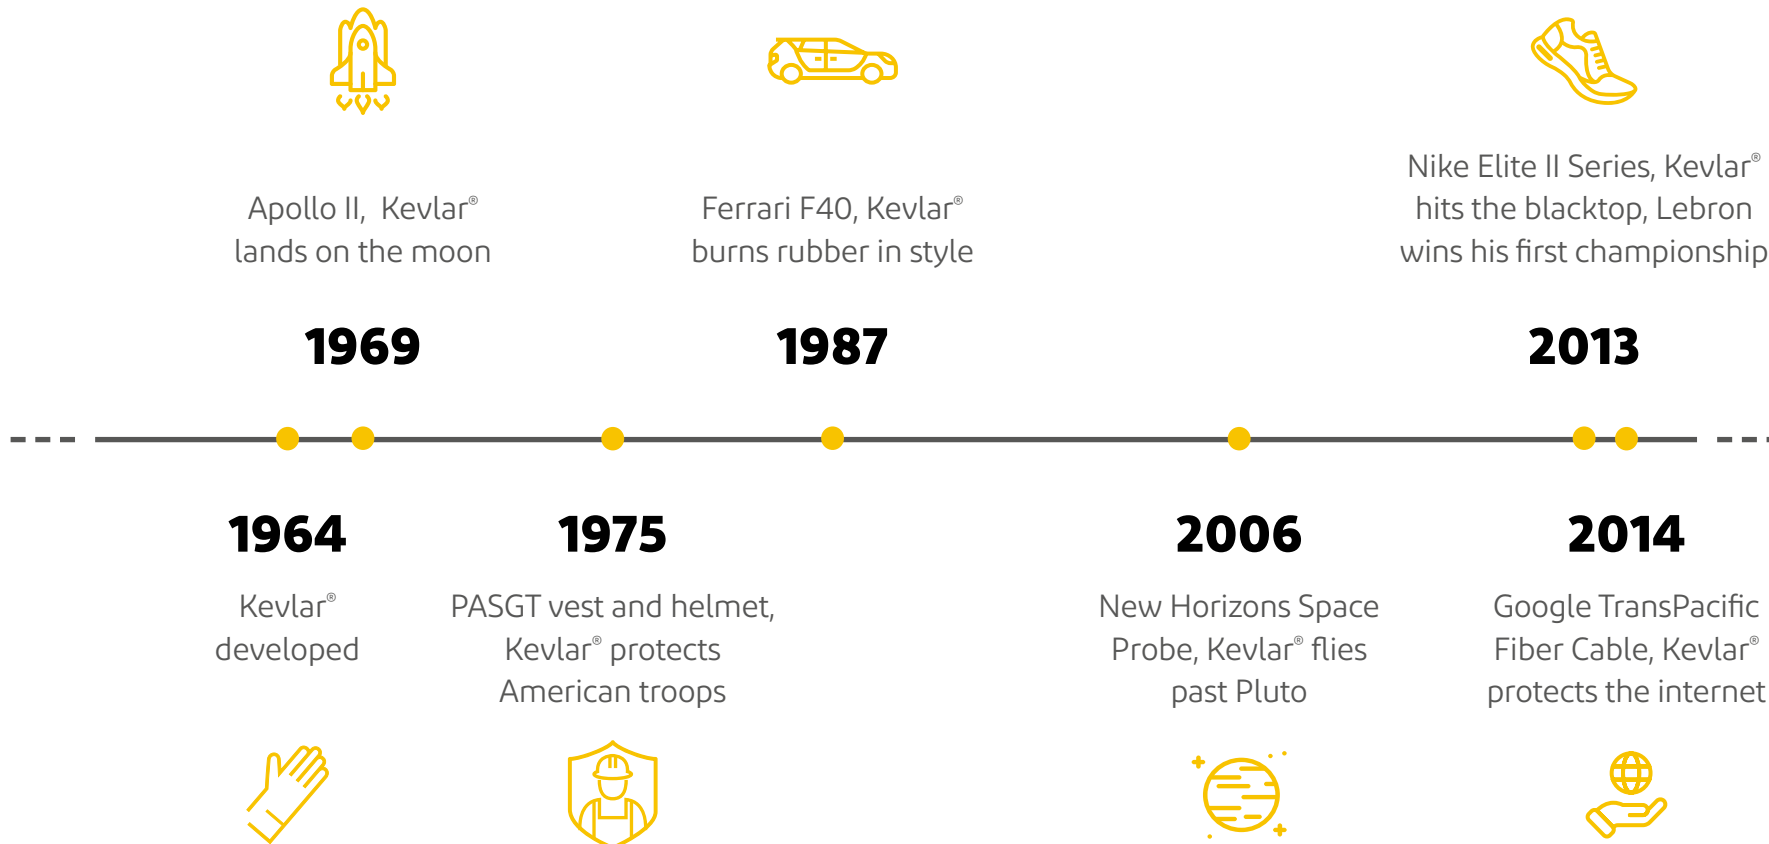 Apollo II, Kevlar®
lands on the moon
1969
Ferrari F40, Kevlar®
burns rubber in style
1987
Nike Elite II Series, Kevlar®
hits the blacktop, Lebron
wins his first championship
2013
1964
Kevlar®
developed
1975
PASGT vest and helmet,
Kevlar® protects
American troops
2006
New Horizons Space
Probe, Kevlar® flies
past Pluto
2014
Google TransPacific
Fiber Cable, Kevlar®
protects the internet